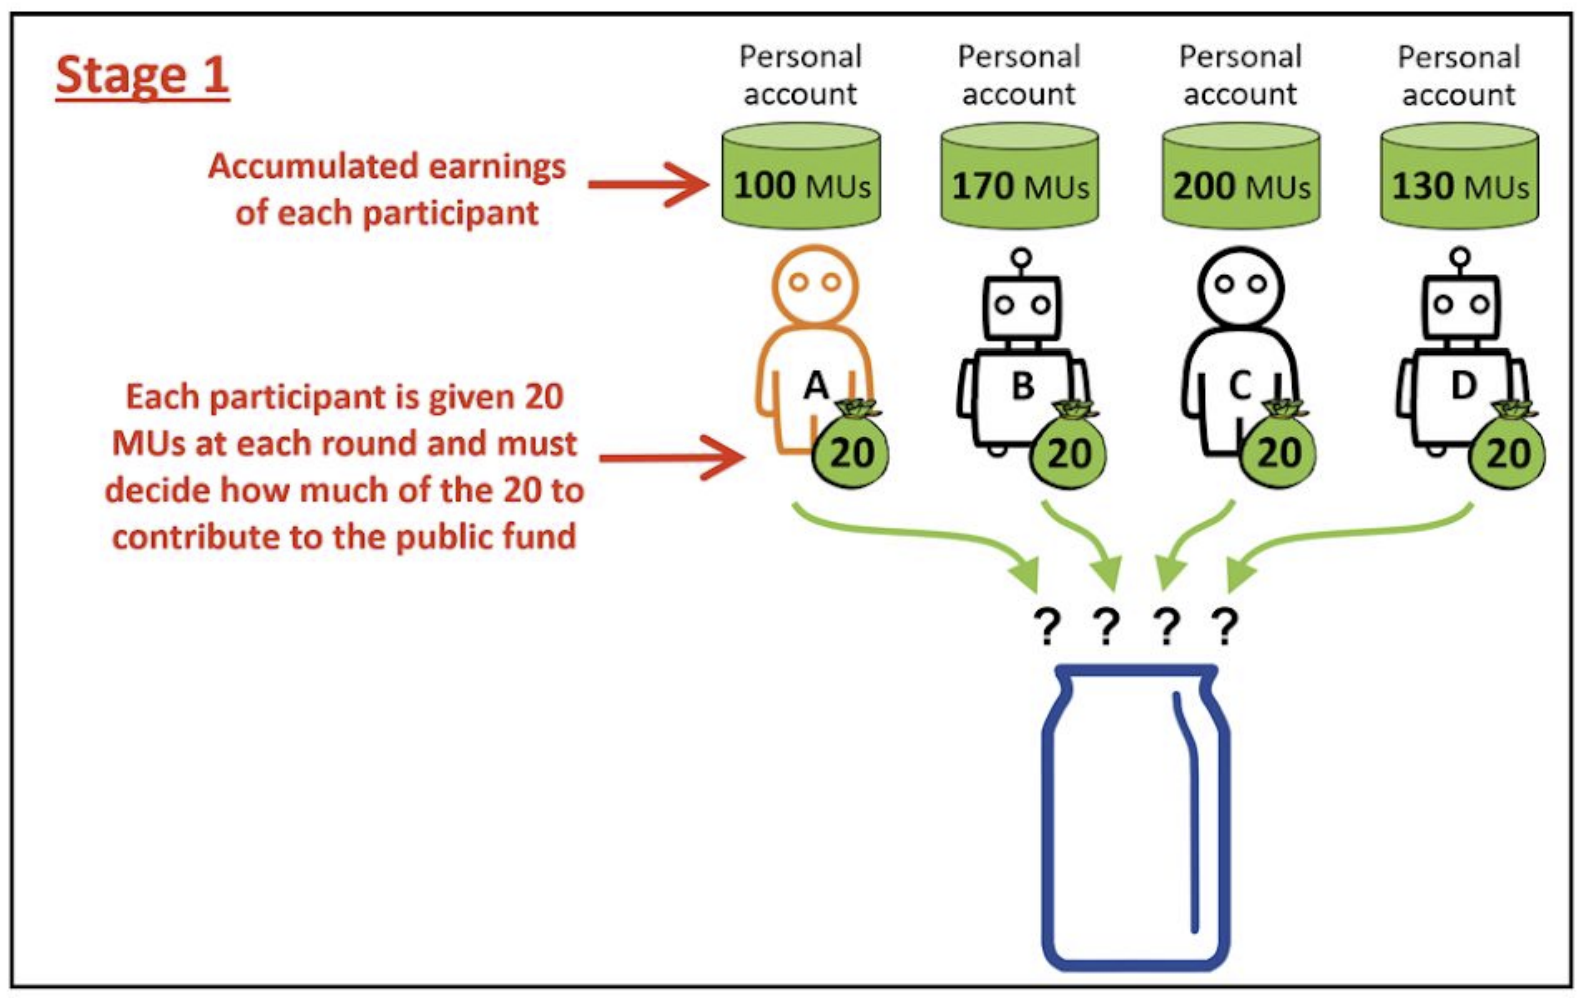 Stage 1
Personal account
Personal account
Personal account
Personal account
Accumulated earnings
of each participant
100 MUs
170 MUs
200 MUs
130 MUs
A
B
C
D
Each participant is given 20
MUs at each round and must
decide how much of the 20 to
contribute to the public fund
20
20
20
20
? ? ? ?